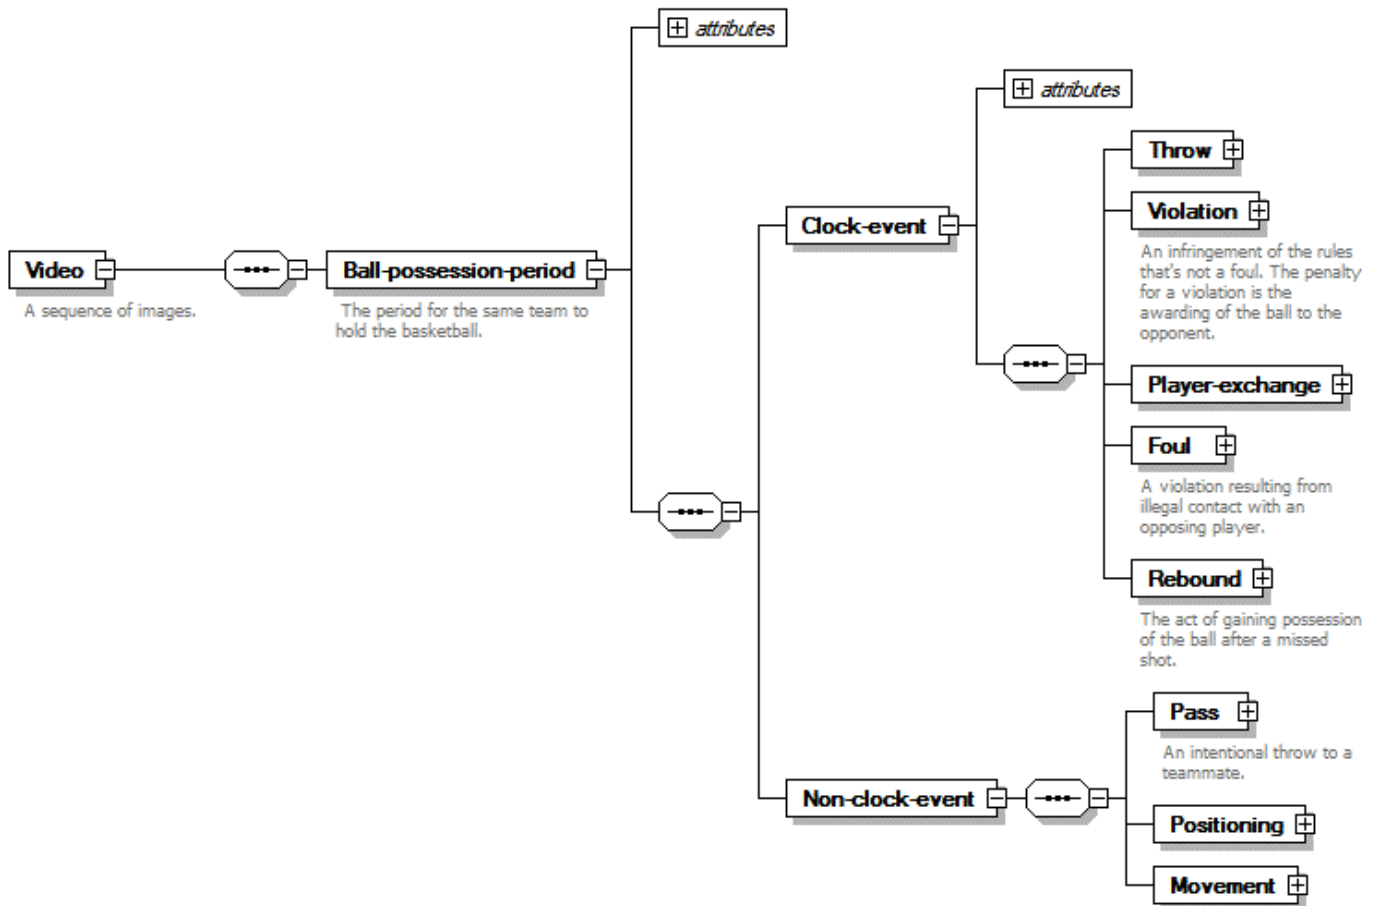 attributes
attributes
Throw
Violation
An infringement of the rules
that's not a foul. The penalty
for a violation is the
awarding of the ball to the
opponent.
Clock-event
Video
A sequence of images.
Ball-possession-period
The period for the same team to
hold the basketball.
Player-exchange
Foul
A violation resulting from
illegal contact with an
opposing player.
Rebound
The act of gaining possession
of the ball after a missed
shot.
Pass
An intentional throw to a
teammate.
Non-clock-event
Positioning
Movement